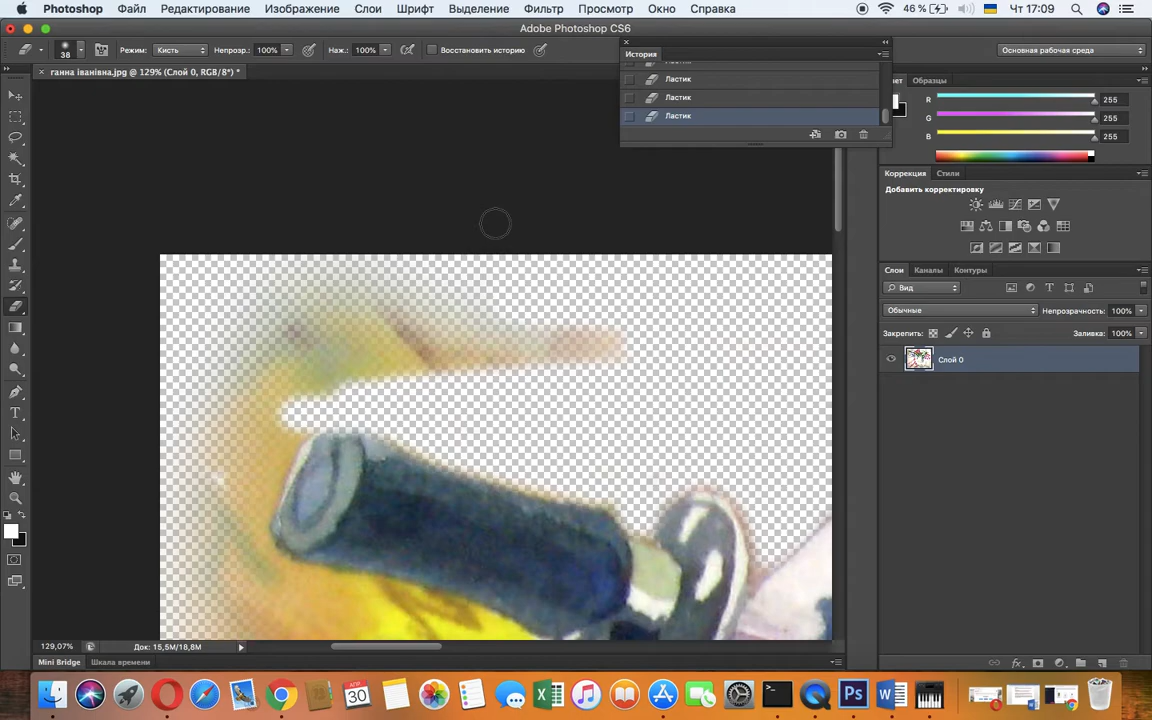 Photoshop Файл Редактирование Изображение Слои Шрифт Выделение Фильтр Просмотр Окно Справка 46 % Чт 17:09
Adobe Photoshop CS6
38 Режим: Кисть Непрозр.: 100% Наж.: 100% Восстановить историю Основная рабочая среда
История
ганна іванівна.jpg @ 129% (Слой 0, RGB/8*) *
Ластик
Ластик
Ластик
Образцы
R 255
G 255
B 255
Коррекция Стили
Добавить корректировку
Слои Каналы Контуры
Вид
Обычные Непрозрачность: 100%
Закрепить: Заливка: 100%
Слой 0
129,07% Док: 15,5M/18,8M
Mini Bridge Шкала времени
APR
30
Ps
W